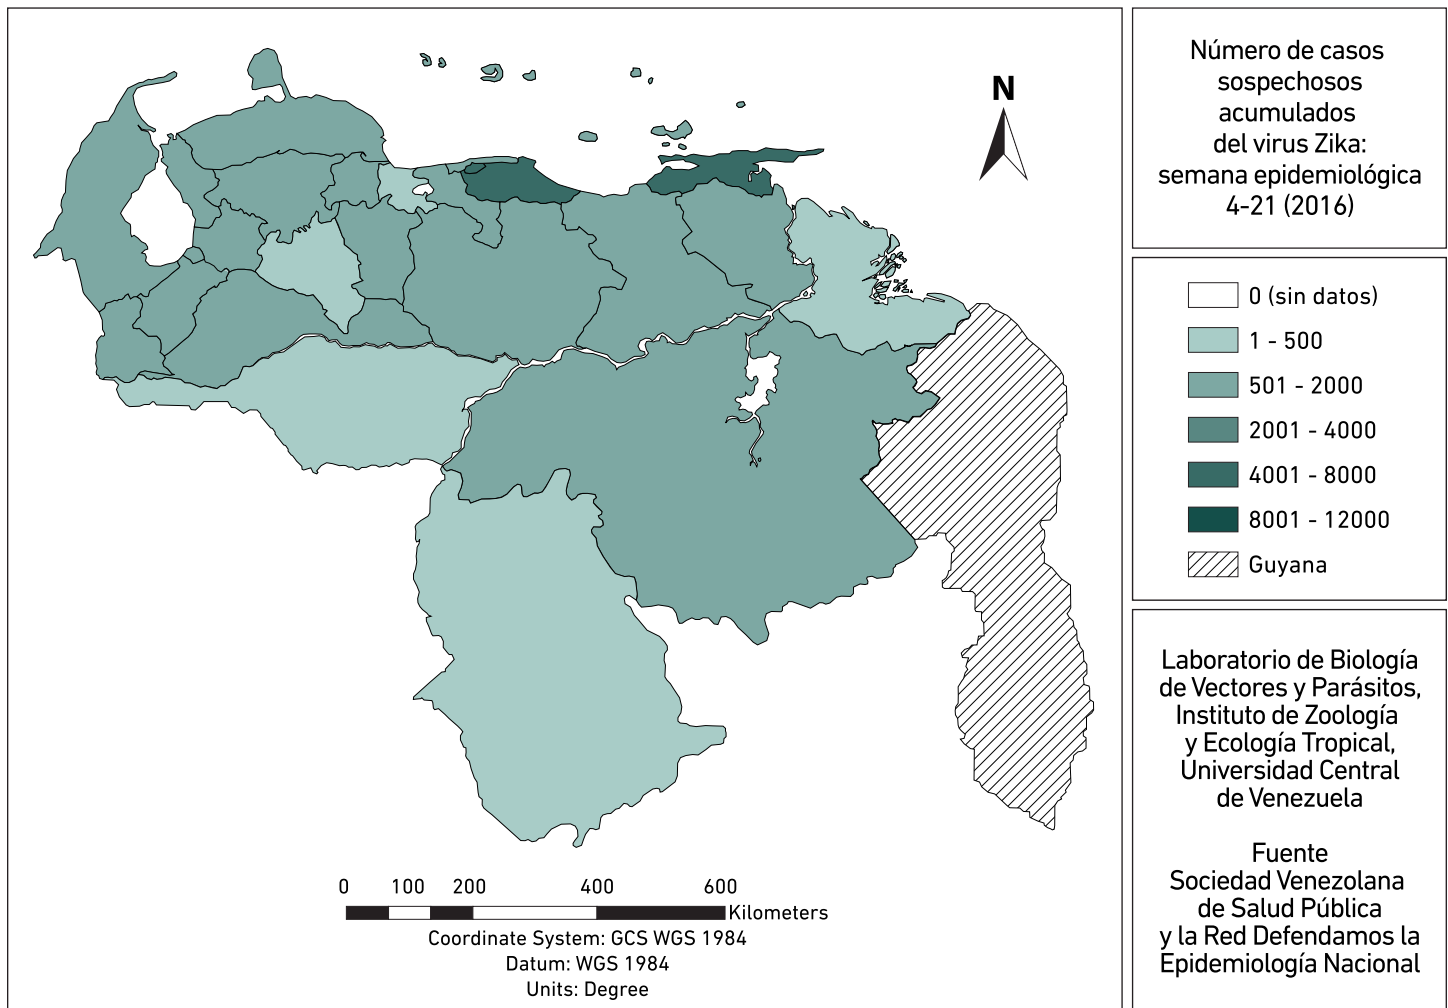 N
Número de casos
sospechosos
acumulados
del virus Zika:
semana epidemiológica
4-21 (2016)
0 (sin datos)
1 - 500
501 - 2000
2001 - 4000
4001 - 8000
8001 - 12000
Guyana
Laboratorio de Biología
de Vectores y Parásitos,
Instituto de Zoología
y Ecología Tropical,
Universidad Central
de Venezuela
Fuente
Sociedad Venezolana
de Salud Pública
y la Red Defendamos la
Epidemiología Nacional
0 100 200 400 600
Kilometers
Coordinate System: GCS WGS 1984
Datum: WGS 1984
Units: Degree